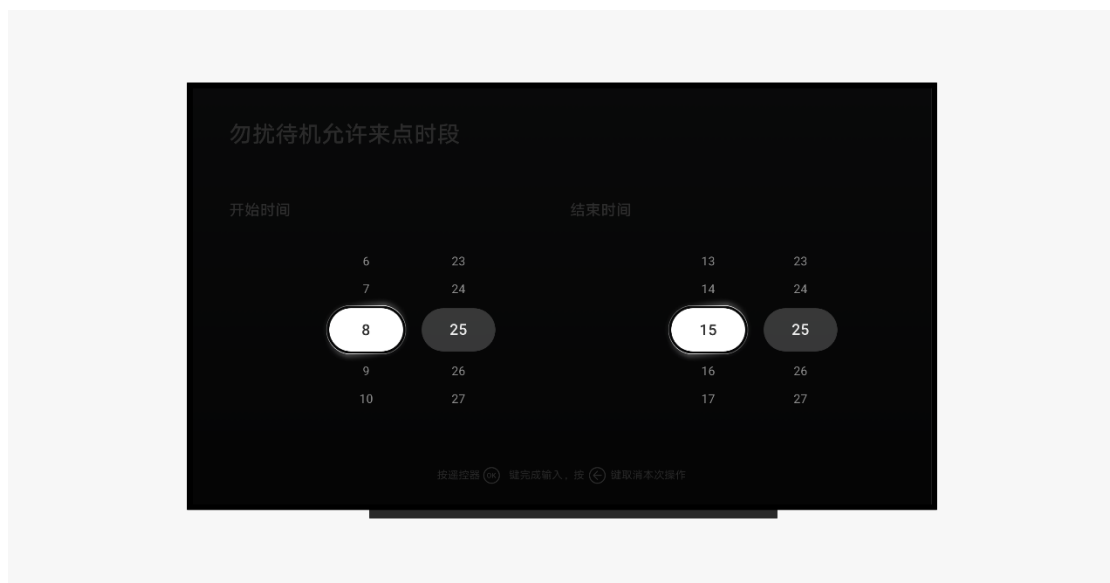 勿扰待机允许来点时段
开始时间 结束时间
6 23 13 23
7 24 14 24
8 25 15 25
9 26 16 26
10 27 17 27
按遥控器 OK 键完成输入，按 键取消本次操作